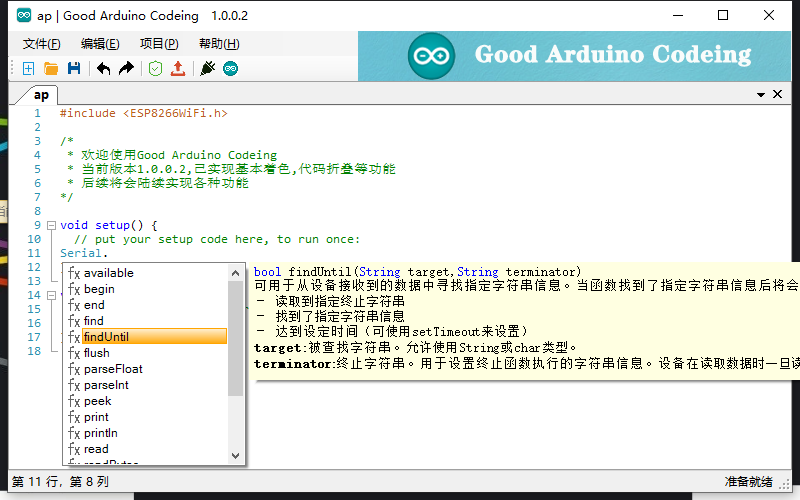 ap | Good Arduino Codeing 1.0.0.2
文件(F) 编辑(E) 项目(P) 帮助(H)
Good Arduino Codeing
ap
1 #include <ESP8266WiFi.h>
2
3 /*
4 * 欢迎使用Good Arduino Codeing
5 * 当前版本1.0.0.2,已实现基本着色,代码折叠等功能
6 * 后续将会陆续实现各种功能
7 */
8
9 void setup() {
10 // put your setup code here, to run once:
11 Serial.
12
13
14
15
16
17
18
available
begin
end
find
findUntil
flush
parseFloat
parseInt
peek
print
println
read
readBytes
bool findUntil(String target,String terminator)
可用于从设备接收到的数据中寻找指定字符串信息。当函数找到了指定字符串信息后将会
- 读取到指定终止字符串
- 找到了指定字符串信息
- 达到设定时间（可使用setTimeout来设置）
target:被查找字符串。允许使用String或char类型。
terminator:终止字符串。用于设置终止函数执行的字符串信息。设备在读取数据时一旦读
第 11 行，第 8 列
准备就绪